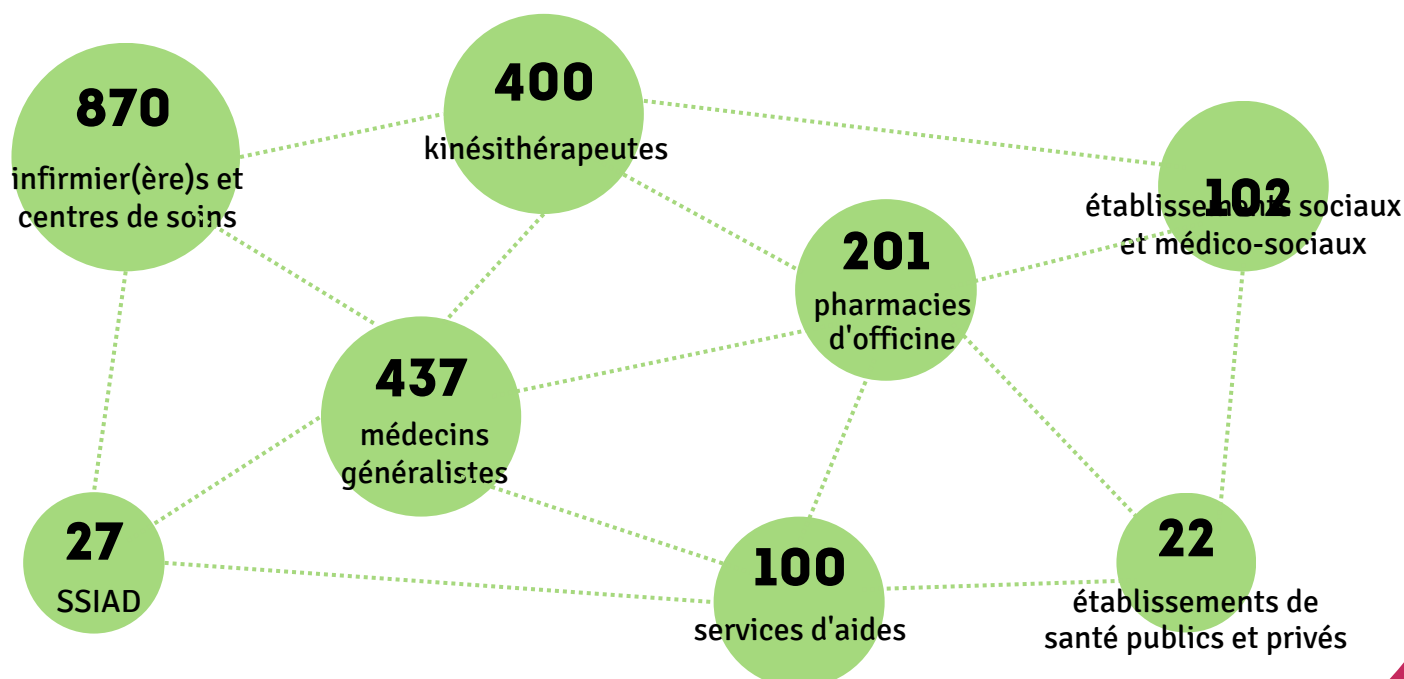 870
infirmier(ère)s et
centres de soins
400
kinésithérapeutes
102
établissements sociaux
et médico-sociaux
201
pharmacies
d'officine
437
médecins
généralistes
27
SSIAD
100
services d'aides
22
établissements de
santé publics et privés